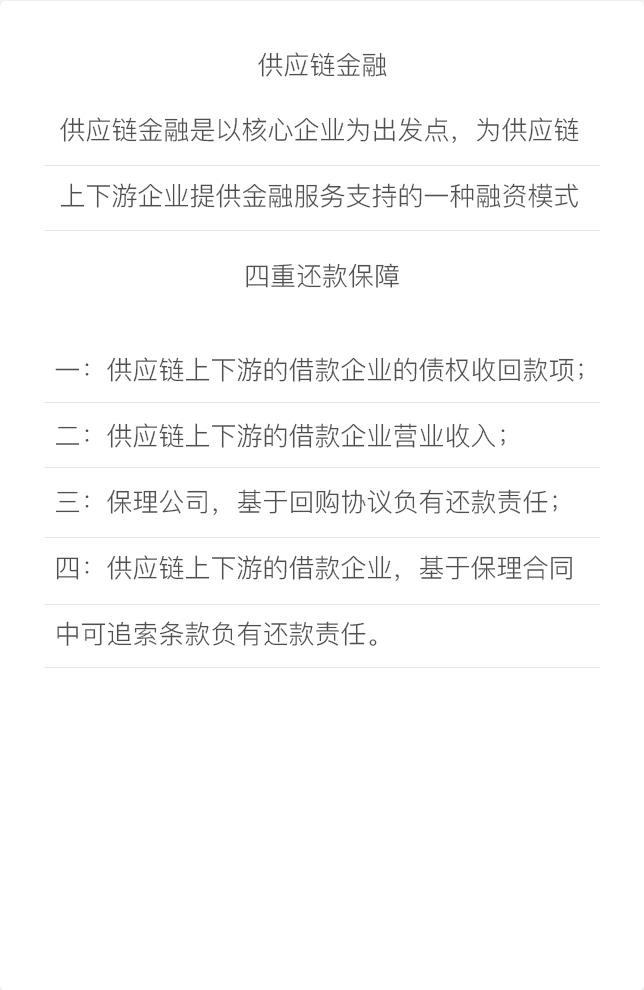 供应链金融
供应链金融是以核心企业为出发点，为供应链
上下游企业提供金融服务支持的一种融资模式
四重还款保障
一：供应链上下游的借款企业的债权收回款项；
二：供应链上下游的借款企业营业收入；
三：保理公司，基于回购协议负有还款责任；
四：供应链上下游的借款企业，基于保理合同
中可追索条款负有还款责任。